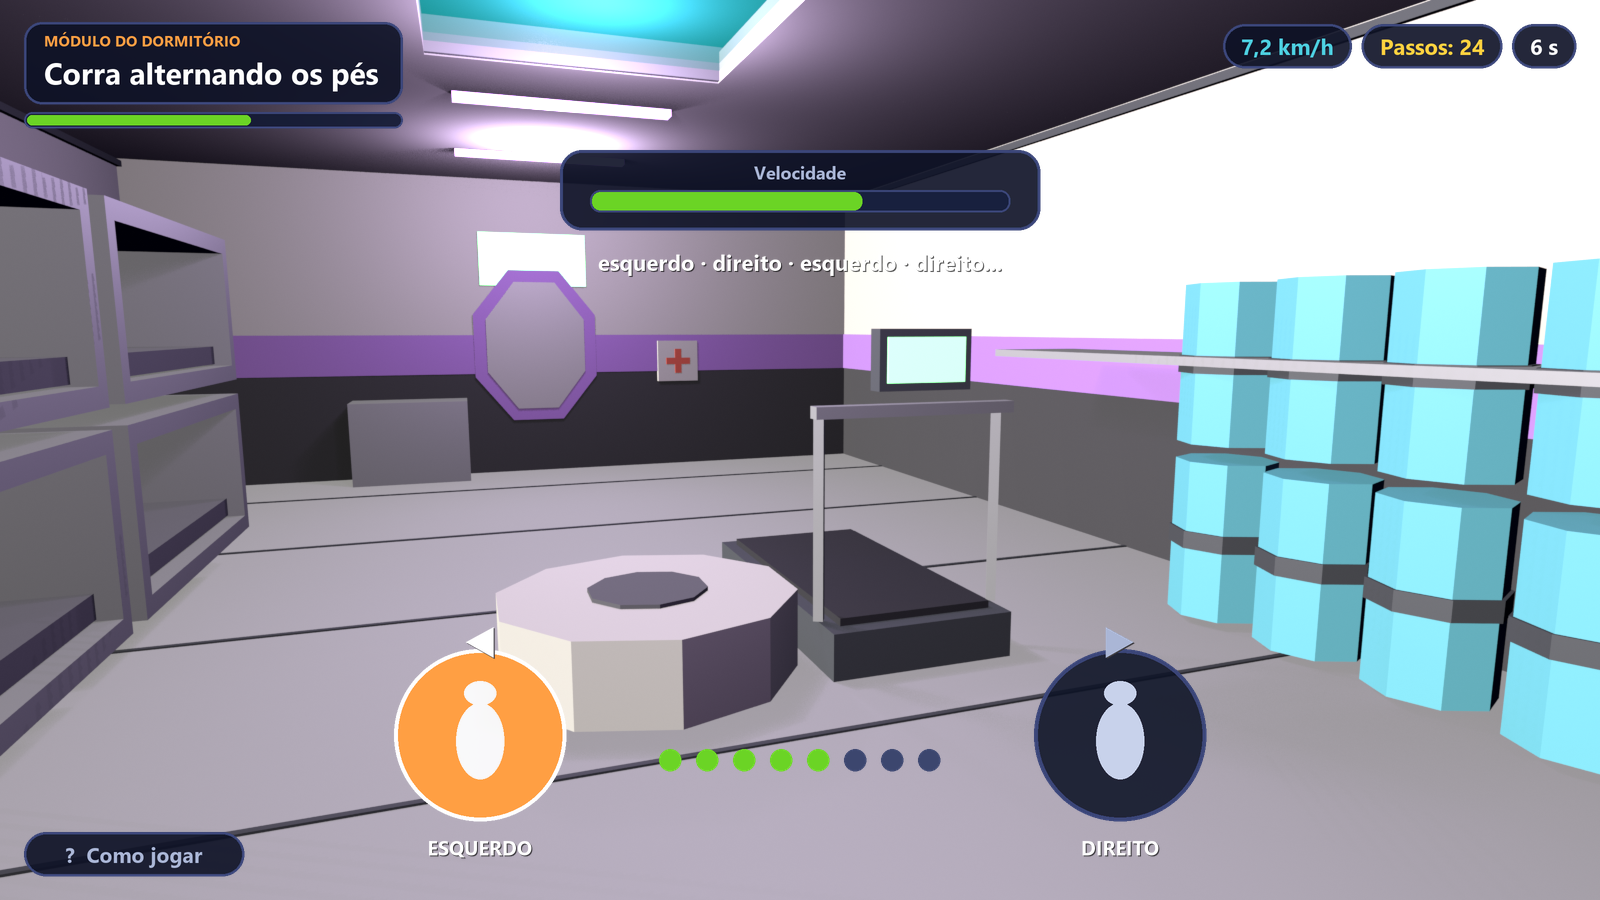 MÓDULO DO DORMITÓRIO
Corra alternando os pés
7,2 km/h
Passos: 24
6 s
Velocidade
esquerdo · direito · esquerdo · direito...
ESQUERDO
DIREITO
? Como jogar